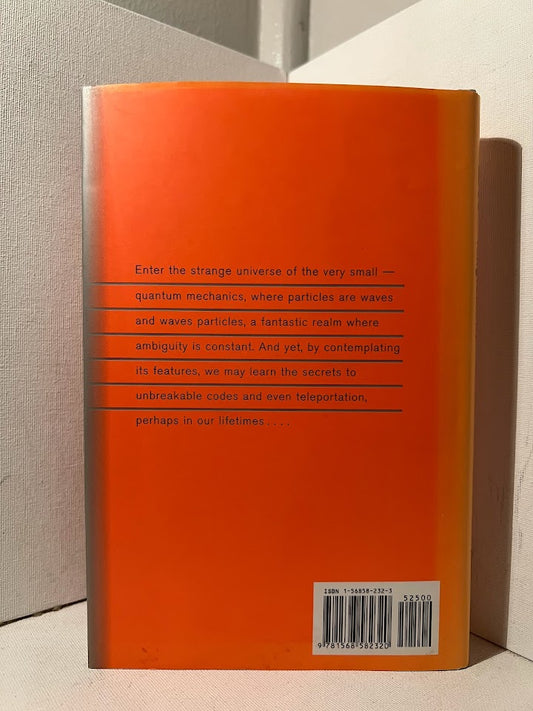 Enter the strange universe of the very small —
quantum mechanics, where particles are waves
and waves particles, a fantastic realm where
ambiguity is constant. And yet, by contemplating
its features, we may learn the secrets to
unbreakable codes and even teleportation,
perhaps in our lifetimes . . . .
ISBN 1-56858-232-3
52500
9 781568 582320